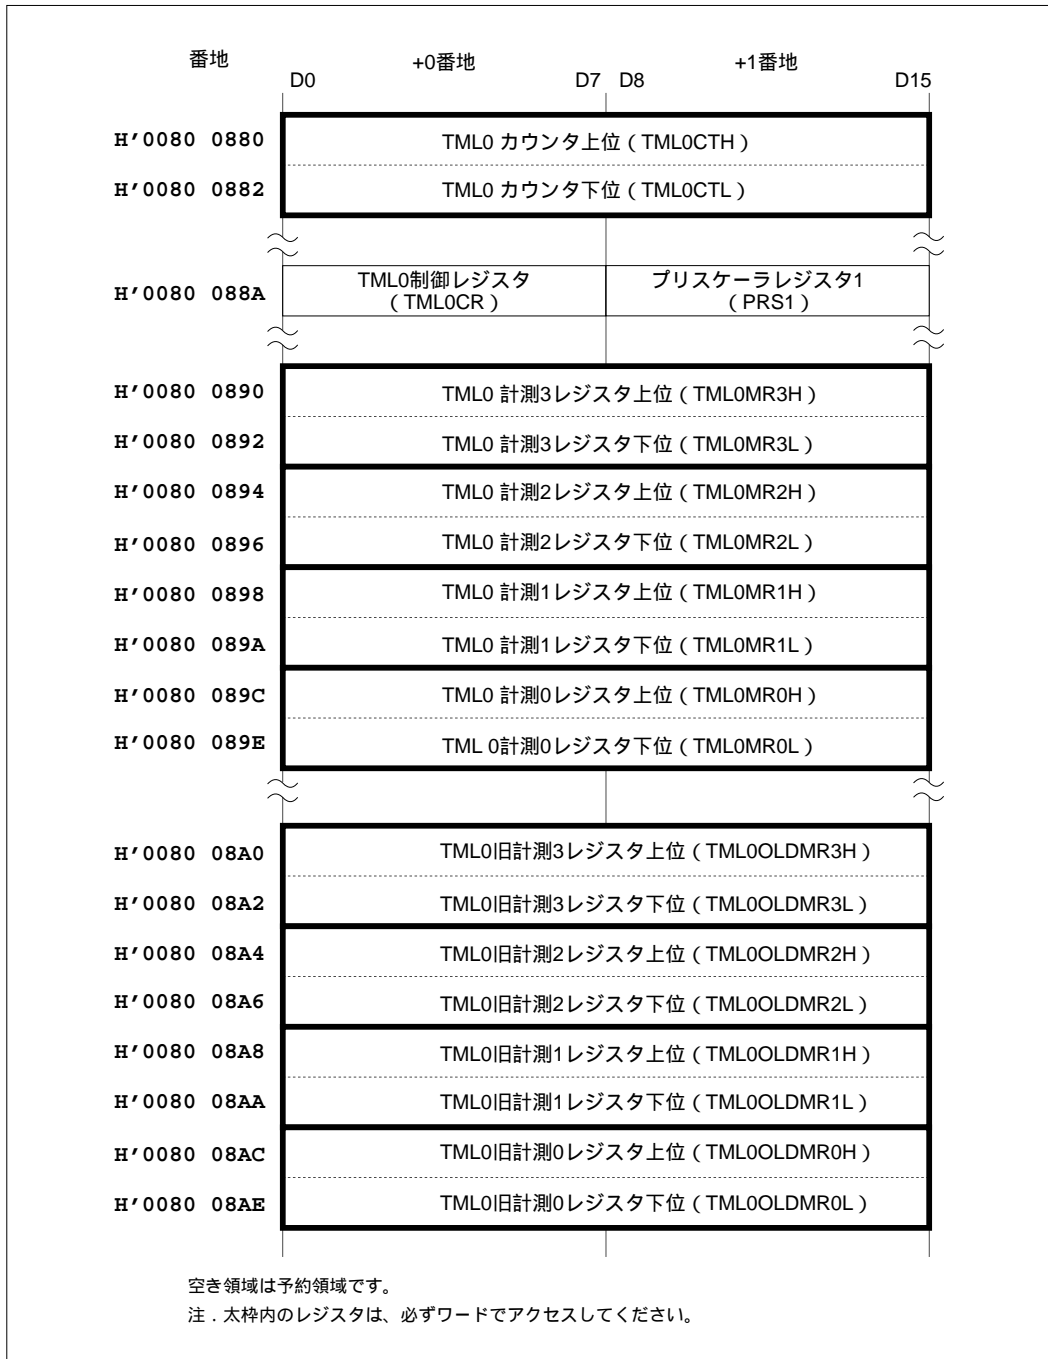 番地 +0番地 +1番地
D0 D7 D8 D15
H'0080 0880 TML0 カウンタ上位 ( TML0CTH )
H'0080 0882 TML0 カウンタ下位 ( TML0CTL )
H'0080 088A TML0制御レジスタ ( TML0CR ) プリスケーラレジスタ1 ( PRS1 )
H'0080 0890 TML0 計測3レジスタ上位 ( TML0MR3H )
H'0080 0892 TML0 計測3レジスタ下位 ( TML0MR3L )
H'0080 0894 TML0 計測2レジスタ上位 ( TML0MR2H )
H'0080 0896 TML0 計測2レジスタ下位 ( TML0MR2L )
H'0080 0898 TML0 計測1レジスタ上位 ( TML0MR1H )
H'0080 089A TML0 計測1レジスタ下位 ( TML0MR1L )
H'0080 089C TML0 計測0レジスタ上位 ( TML0MR0H )
H'0080 089E TML 0計測0レジスタ下位 ( TML0MR0L )
H'0080 08A0 TML0旧計測3レジスタ上位 ( TML0OLDMR3H )
H'0080 08A2 TML0旧計測3レジスタ下位 ( TML0OLDMR3L )
H'0080 08A4 TML0旧計測2レジスタ上位 ( TML0OLDMR2H )
H'0080 08A6 TML0旧計測2レジスタ下位 ( TML0OLDMR2L )
H'0080 08A8 TML0旧計測1レジスタ上位 ( TML0OLDMR1H )
H'0080 08AA TML0旧計測1レジスタ下位 ( TML0OLDMR1L )
H'0080 08AC TML0旧計測0レジスタ上位 ( TML0OLDMR0H )
H'0080 08AE TML0旧計測0レジスタ下位 ( TML0OLDMR0L )
空き領域は予約領域です。
注．太枠内のレジスタは、必ずワードでアクセスしてください。